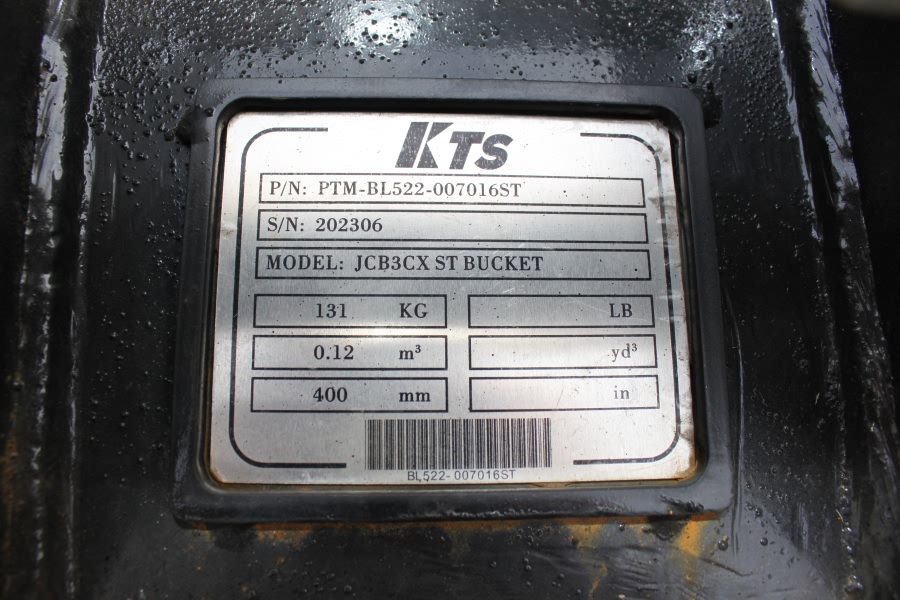 KTS
P/N: PTM-BL522-007016ST
S/N: 202306
MODEL: JCB3CX ST BUCKET
131 KG LB
0.12 m³ yd³
400 mm in
BL522-007016ST